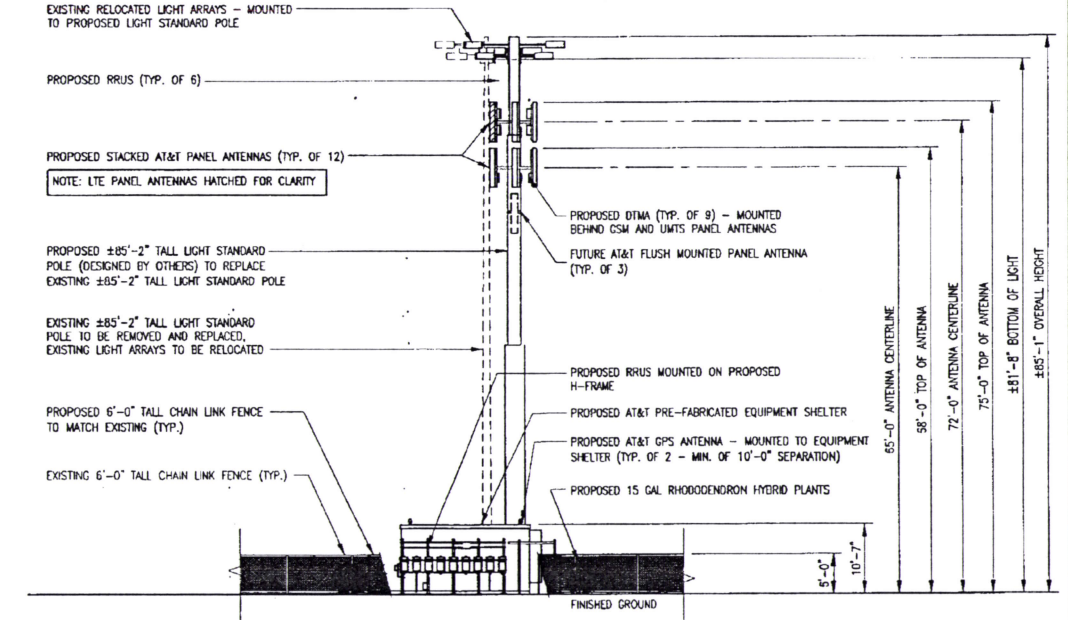 EXISTING RELOCATED LIGHT ARRAYS - MOUNTED
TO PROPOSED LIGHT STANDARD POLE
PROPOSED RRUS (TYP. OF 6)
PROPOSED STACKED AT&T PANEL ANTENNAS (TYP. OF 12)
NOTE: LTE PANEL ANTENNAS HATCHED FOR CLARITY
PROPOSED ±85'-2" TALL LIGHT STANDARD
POLE (DESIGNED BY OTHERS) TO REPLACE
EXISTING ±85'-2" TALL LIGHT STANDARD POLE
EXISTING ±85'-2" TALL LIGHT STANDARD
POLE TO BE REMOVED AND REPLACED,
EXISTING LIGHT ARRAYS TO BE RELOCATED
PROPOSED 6'-0" TALL CHAIN LINK FENCE
TO MATCH EXISTING (TYP.)
EXISTING 6'-0" TALL CHAIN LINK FENCE (TYP.)
PROPOSED DTMA (TYP. OF 9) - MOUNTED
BEHIND GSM AND UMTS PANEL ANTENNAS
FUTURE AT&T FLUSH MOUNTED PANEL ANTENNA
(TYP. OF 3)
PROPOSED RRUS MOUNTED ON PROPOSED
H-FRAME
PROPOSED AT&T PRE-FABRICATED EQUIPMENT SHELTER
PROPOSED AT&T GPS ANTENNA - MOUNTED TO EQUIPMENT
SHELTER (TYP. OF 2 - MIN. OF 10'-0" SEPARATION)
PROPOSED 15 GAL RHODODENDRON HYBRID PLANTS
FINISHED GROUND
5'-0"
10'-7"
65'-0" ANTENNA CENTERLINE
68'-0" TOP OF ANTENNA
72'-0" ANTENNA CENTERLINE
75'-0" TOP OF ANTENNA
±81'-8" BOTTOM OF LIGHT
±85'-1" OVERALL HEIGHT